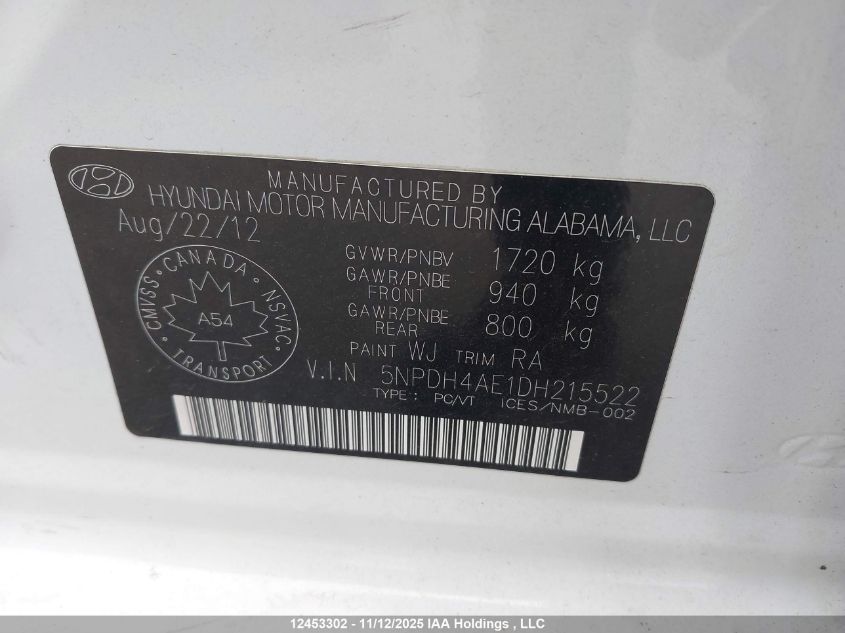 MANUFACTURED BY
HYUNDAI MOTOR MANUFACTURING ALABAMA, LLC
Aug/22/12
GVWR/PNBV 1720 kg
GAWR/PNBE FRONT 940 kg
GAWR/PNBE REAR 800 kg
CANADA
CMVSS NSVAC
A54
TRANSPORT
PAINT WJ TRIM RA
V.I.N 5NPDH4AE1DH215522
TYPE: PC/VT ICES/NMB-002
12453302 - 11/12/2025 IAA Holdings , LLC